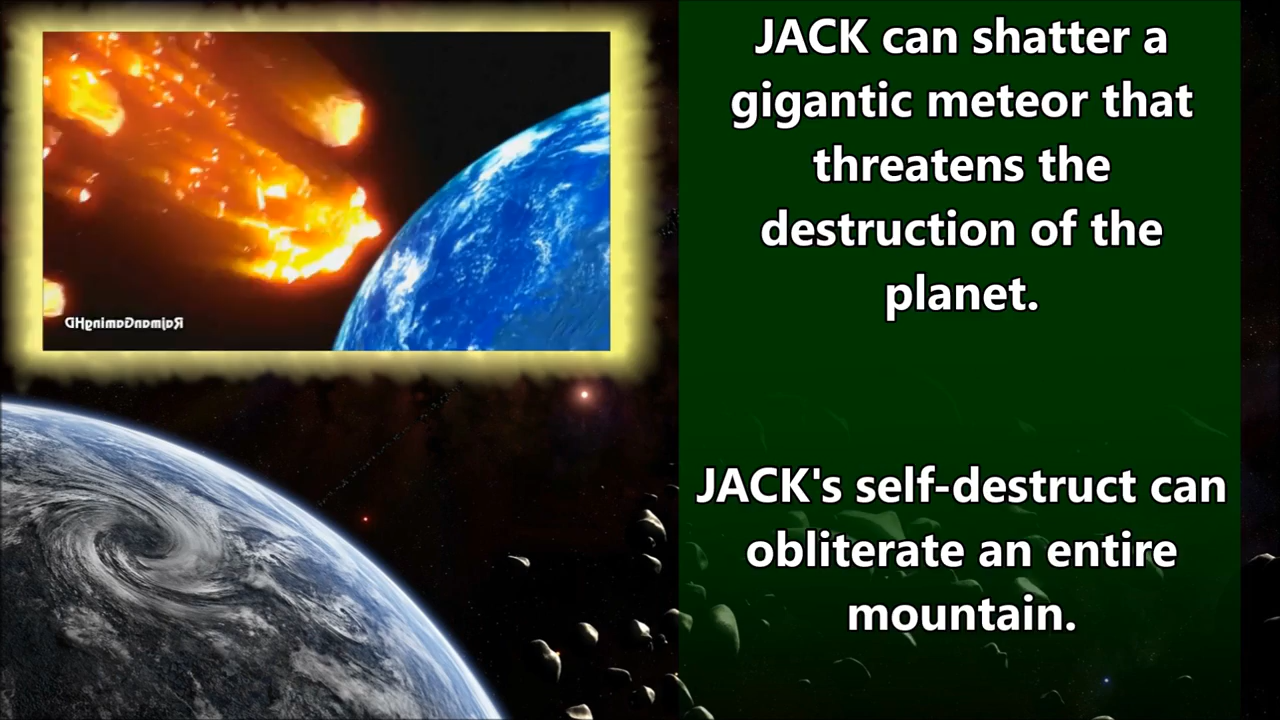 JACK can shatter a
gigantic meteor that
threatens the
destruction of the
planet.
JACK's self-destruct can
obliterate an entire
mountain.
RajmanGamingHD